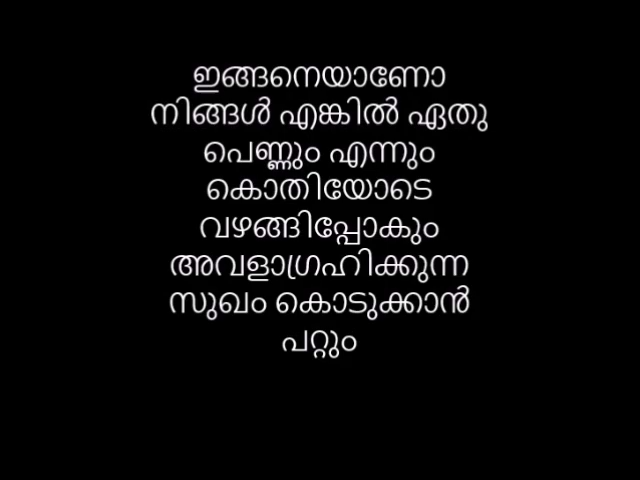 ഇങ്ങനെയാണോ
നിങ്ങൾ എങ്കിൽ ഏതു
പെണ്ണും എന്നും
കൊതിയോടെ
വഴങ്ങിപ്പോകും
അവളാഗ്രഹിക്കുന്ന
സുഖം കൊടുക്കാൻ
പറ്റും